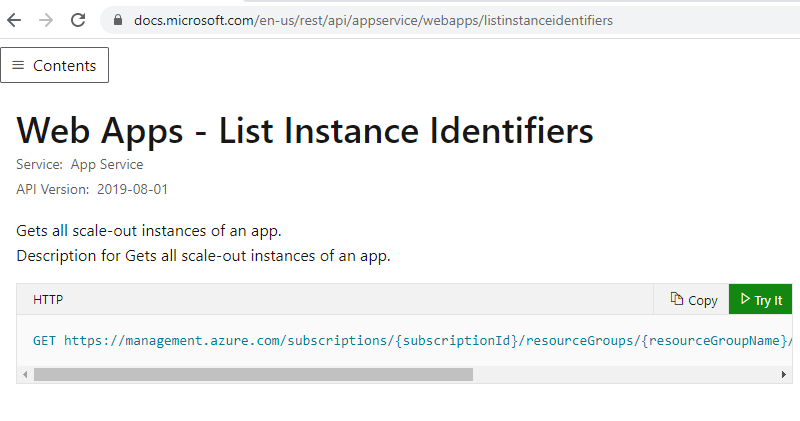 docs.microsoft.com/en-us/rest/api/appservice/webapps/listinstanceidentifiers
Contents
Web Apps - List Instance Identifiers
Service: App Service
API Version: 2019-08-01
Gets all scale-out instances of an app.
Description for Gets all scale-out instances of an app.
HTTP Copy Try It
GET https://management.azure.com/subscriptions/{subscriptionId}/resourceGroups/{resourceGroupName}/